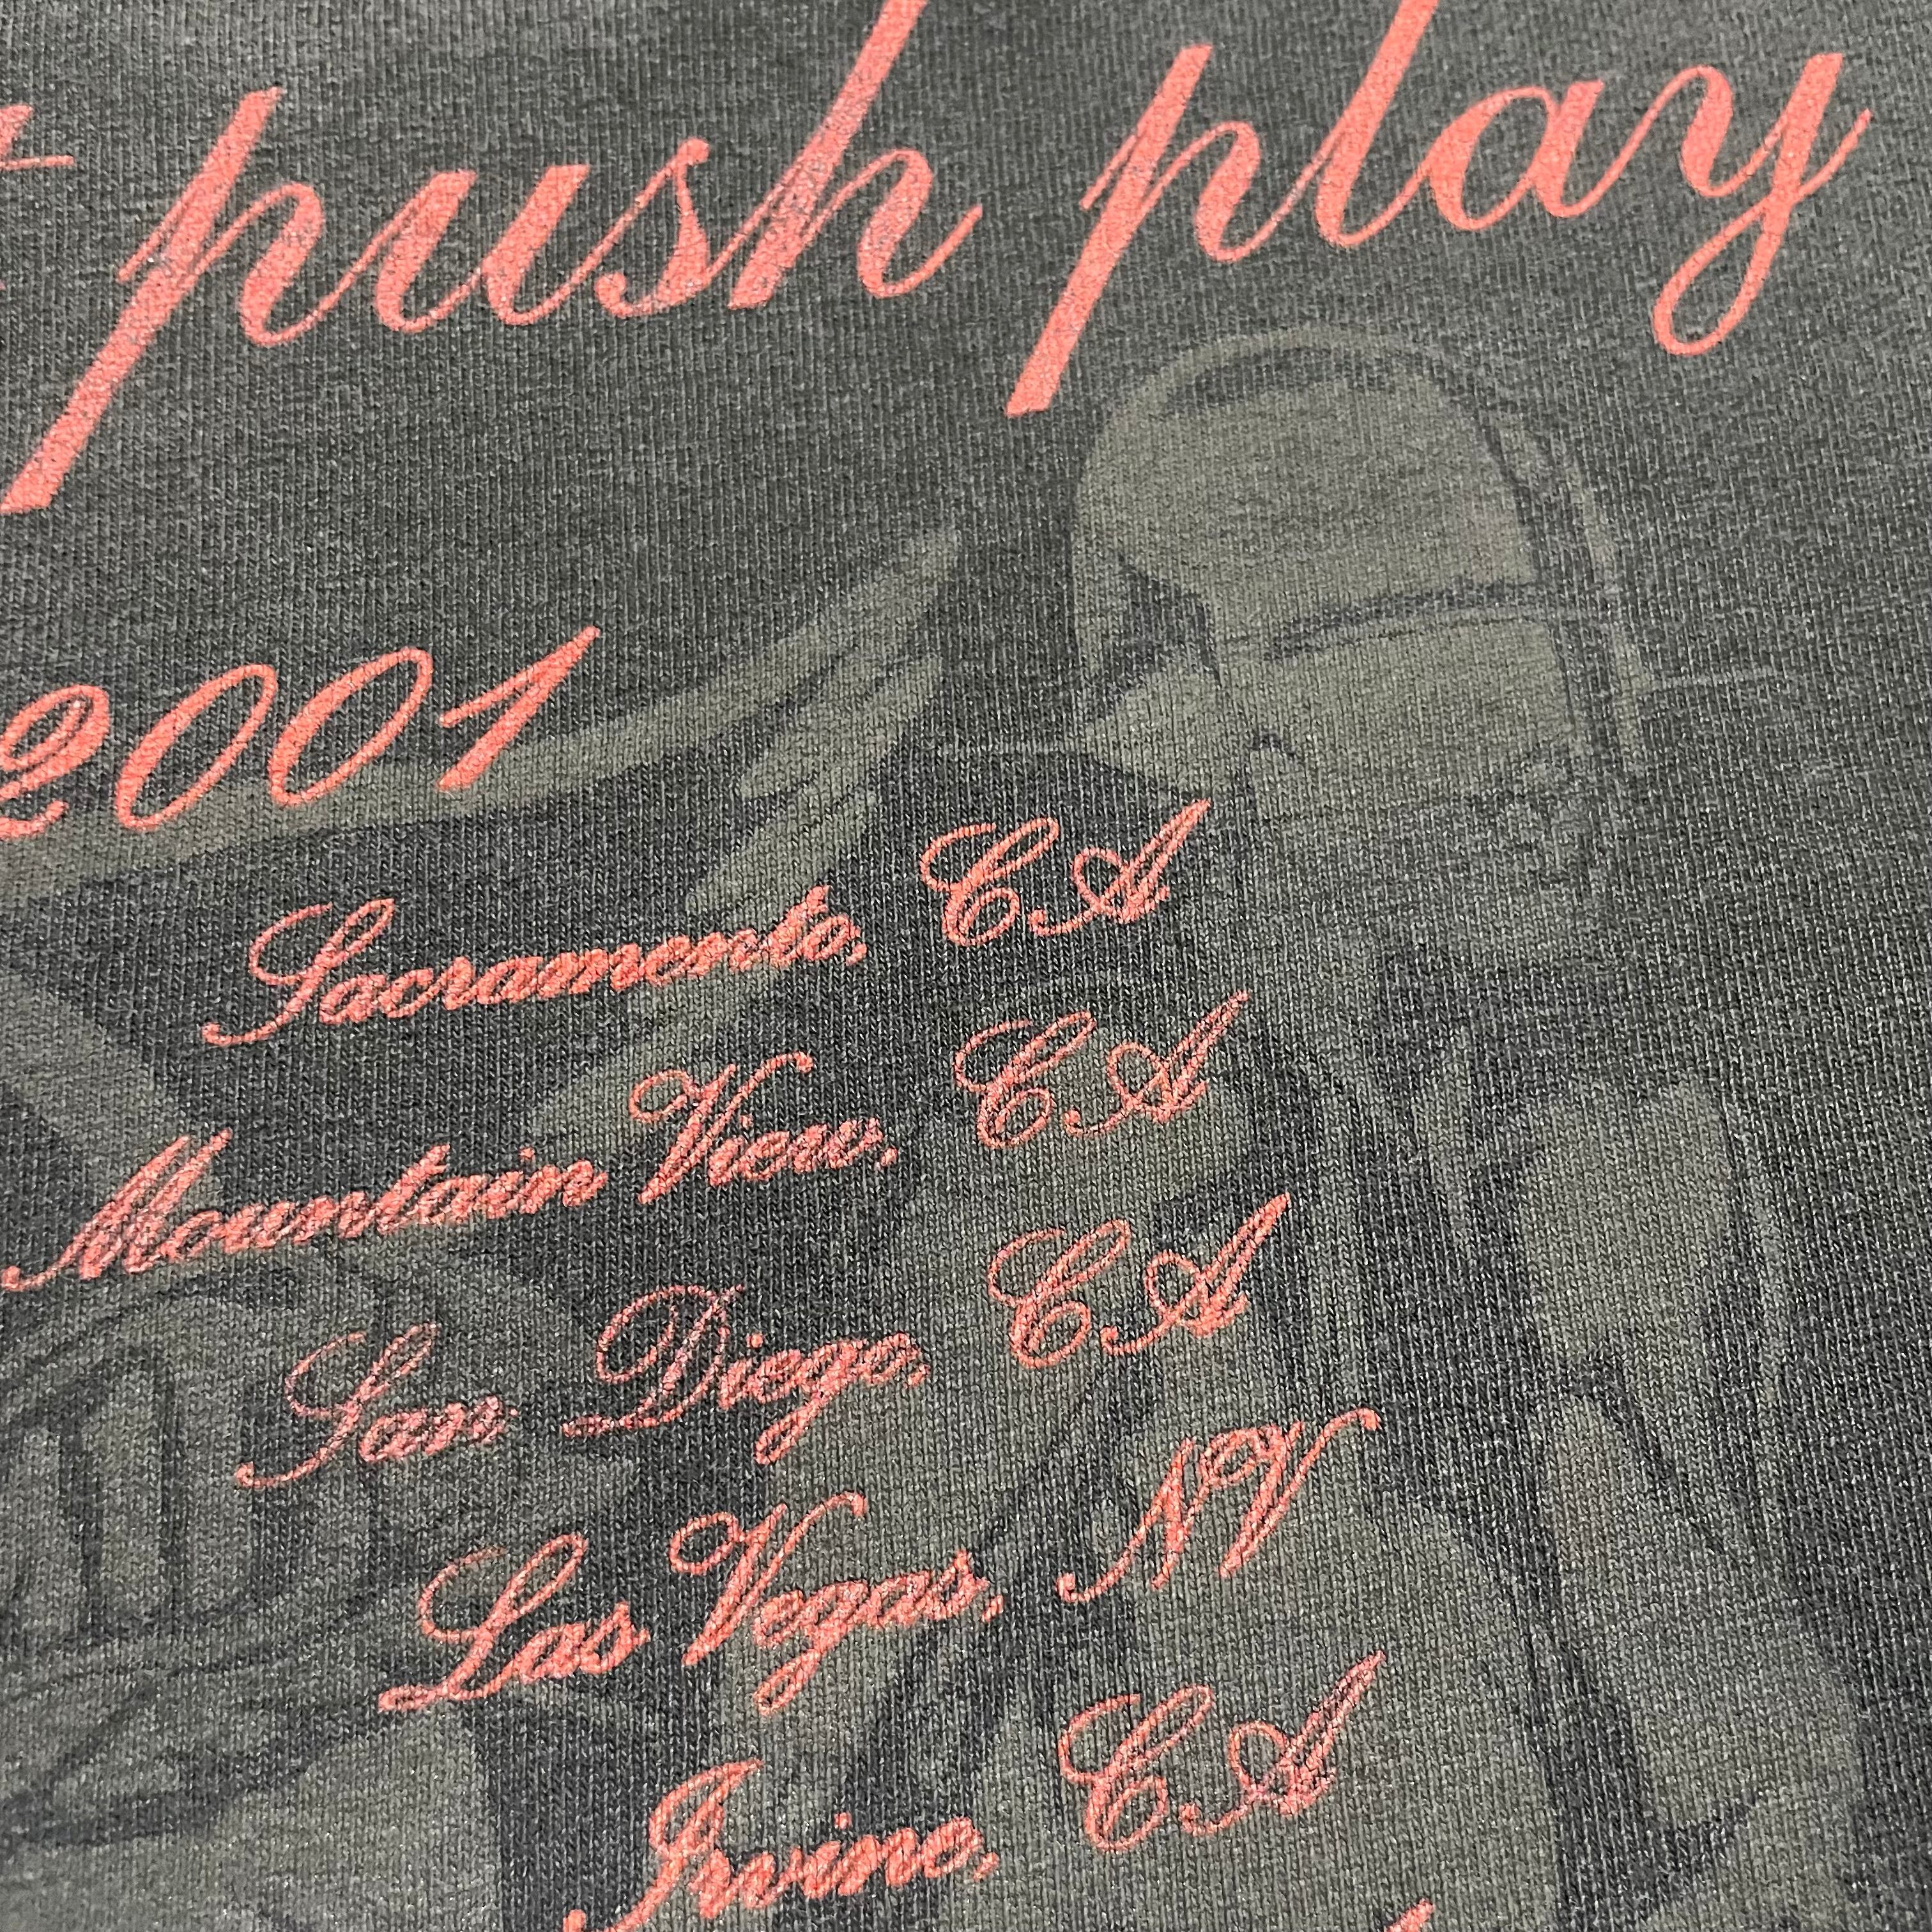 push play
2001
Sacramento, CA
Mountain View, CA
San Diego, CA
Las Vegas, NV
Irvine, CA